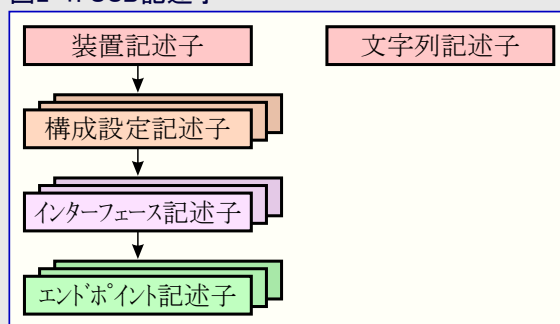 装置記述子
文字列記述子
構成設定記述子
インターフェース記述子
エンドポイント記述子